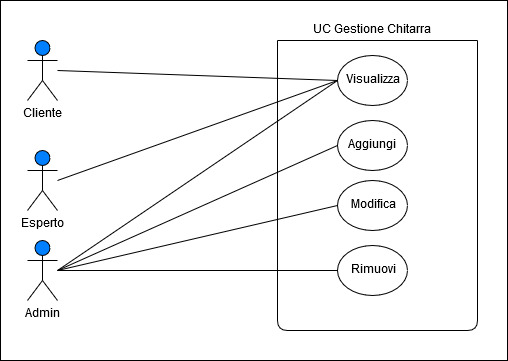 UC Gestione Chitarra
Visualizza
Cliente
Aggiungi
Modifica
Esperto
Rimuovi
Admin